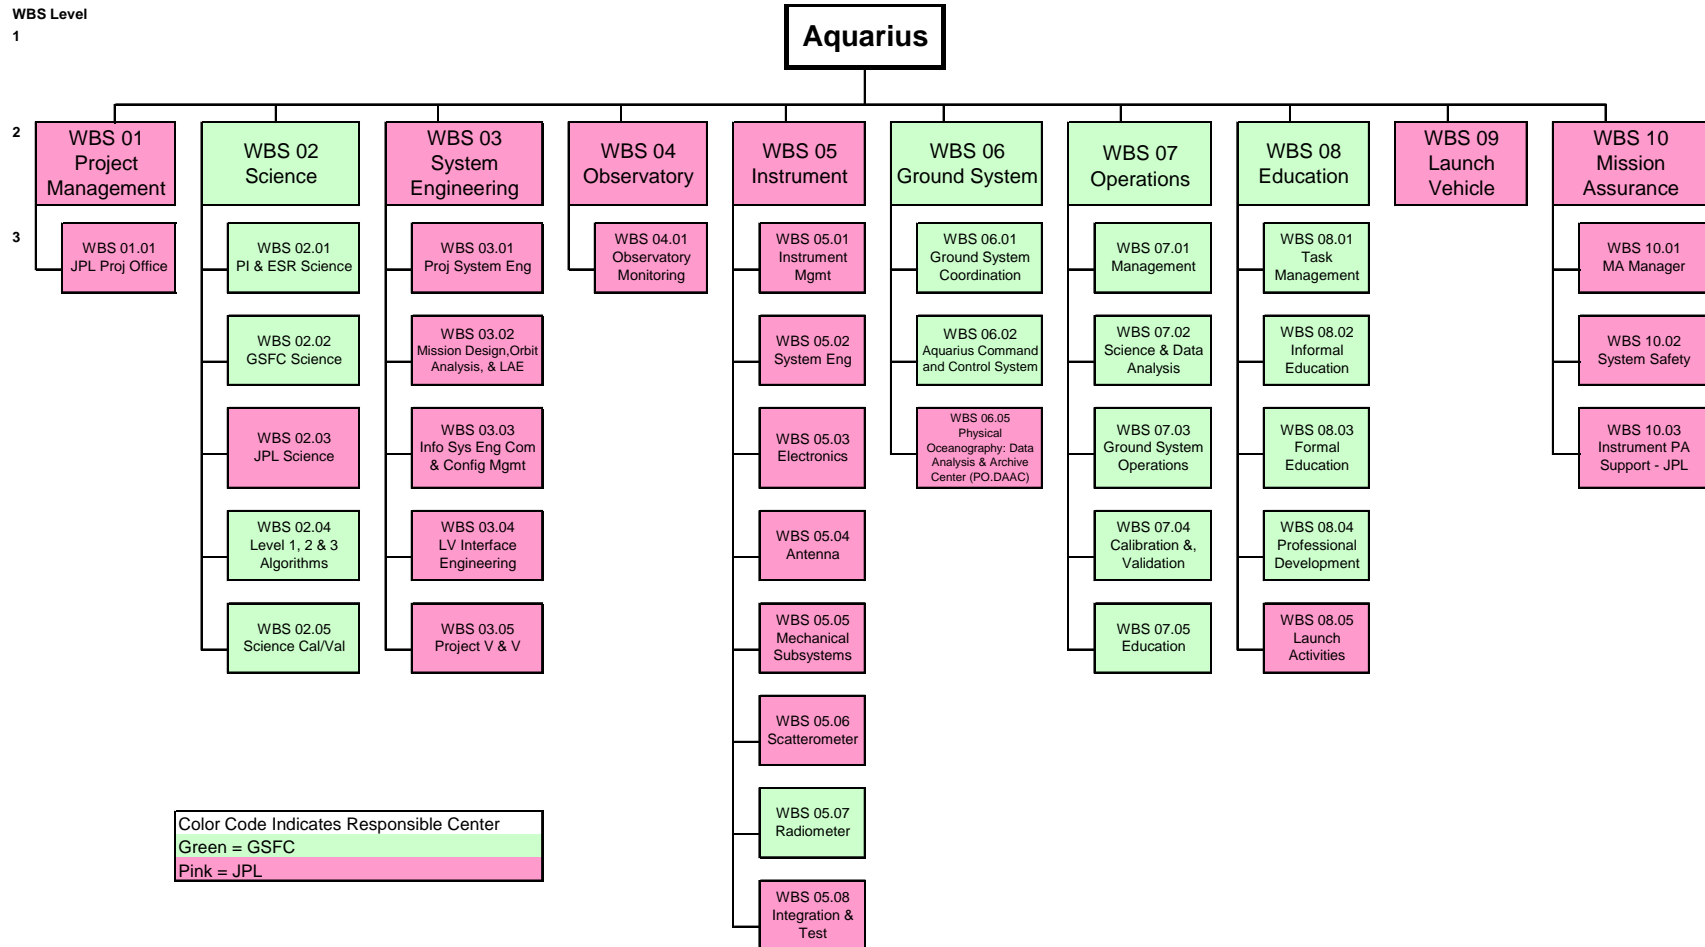 WBS Level
1
Aquarius
2
WBS 01
Project
Management
WBS 02
Science
WBS 03
System
Engineering
WBS 04
Observatory
WBS 05
Instrument
WBS 06
Ground System
WBS 07
Operations
WBS 08
Education
WBS 09
Launch
Vehicle
WBS 10
Mission
Assurance
3
WBS 01.01
JPL Proj Office
WBS 02.01
PI & ESR Science
WBS 03.01
Proj System Eng
WBS 04.01
Observatory
Monitoring
WBS 05.01
Instrument
Mgmt
WBS 06.01
Ground System
Coordination
WBS 07.01
Management
WBS 08.01
Task
Management
WBS 10.01
MA Manager
WBS 02.02
GSFC Science
WBS 03.02
Mission Design,Orbit
Analysis, & LAE
WBS 05.02
System Eng
WBS 06.02
Aquarius Command
and Control System
WBS 07.02
Science & Data
Analysis
WBS 08.02
Informal
Education
WBS 10.02
System Safety
WBS 02.03
JPL Science
WBS 03.03
Info Sys Eng Com
& Config Mgmt
WBS 05.03
Electronics
WBS 06.05
Physical
Oceanography: Data
Analysis & Archive
Center (PO.DAAC)
WBS 07.03
Ground System
Operations
WBS 08.03
Formal
Education
WBS 10.03
Instrument PA
Support - JPL
WBS 02.04
Level 1, 2 & 3
Algorithms
WBS 03.04
LV Interface
Engineering
WBS 05.04
Antenna
WBS 07.04
Calibration &,
Validation
WBS 08.04
Professional
Development
WBS 02.05
Science Cal/Val
WBS 03.05
Project V & V
WBS 05.05
Mechanical
Subsystems
WBS 07.05
Education
WBS 08.05
Launch
Activities
WBS 05.06
Scatterometer
WBS 05.07
Radiometer
WBS 05.08
Integration &
Test
Color Code Indicates Responsible Center
Green = GSFC
Pink = JPL